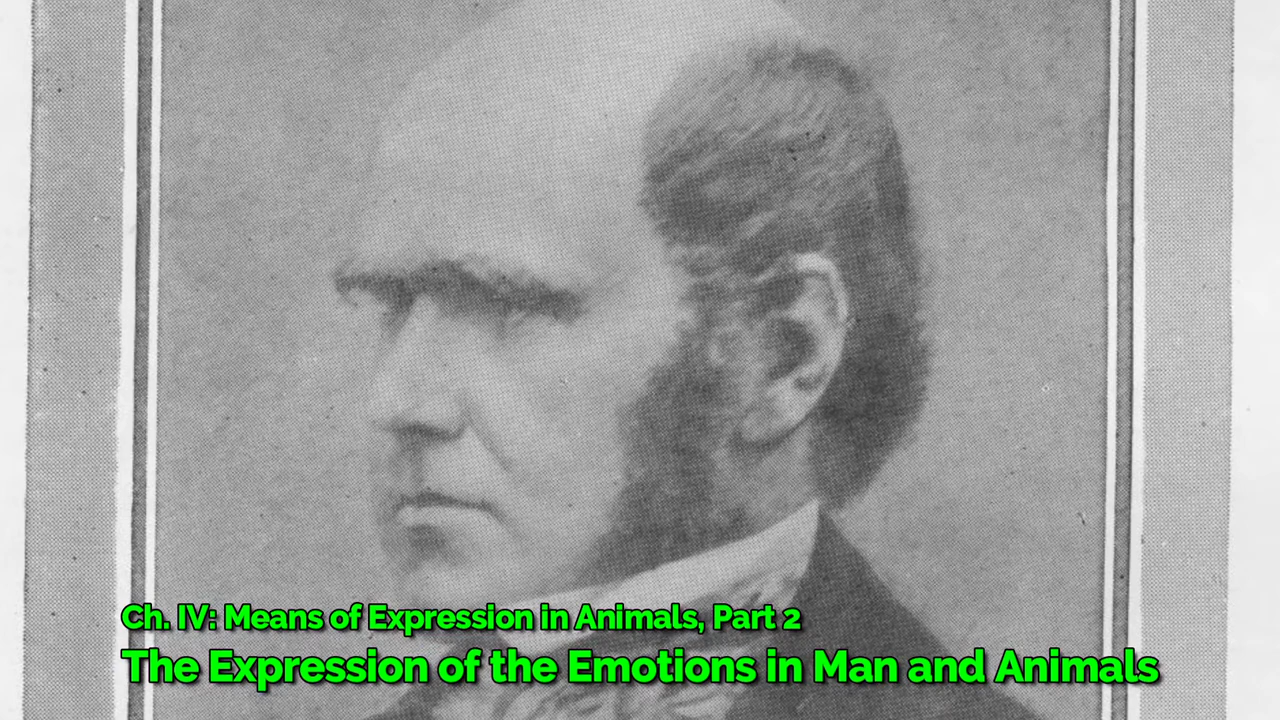 Ch. IV: Means of Expression in Animals, Part 2
The Expression of the Emotions in Man and Animals